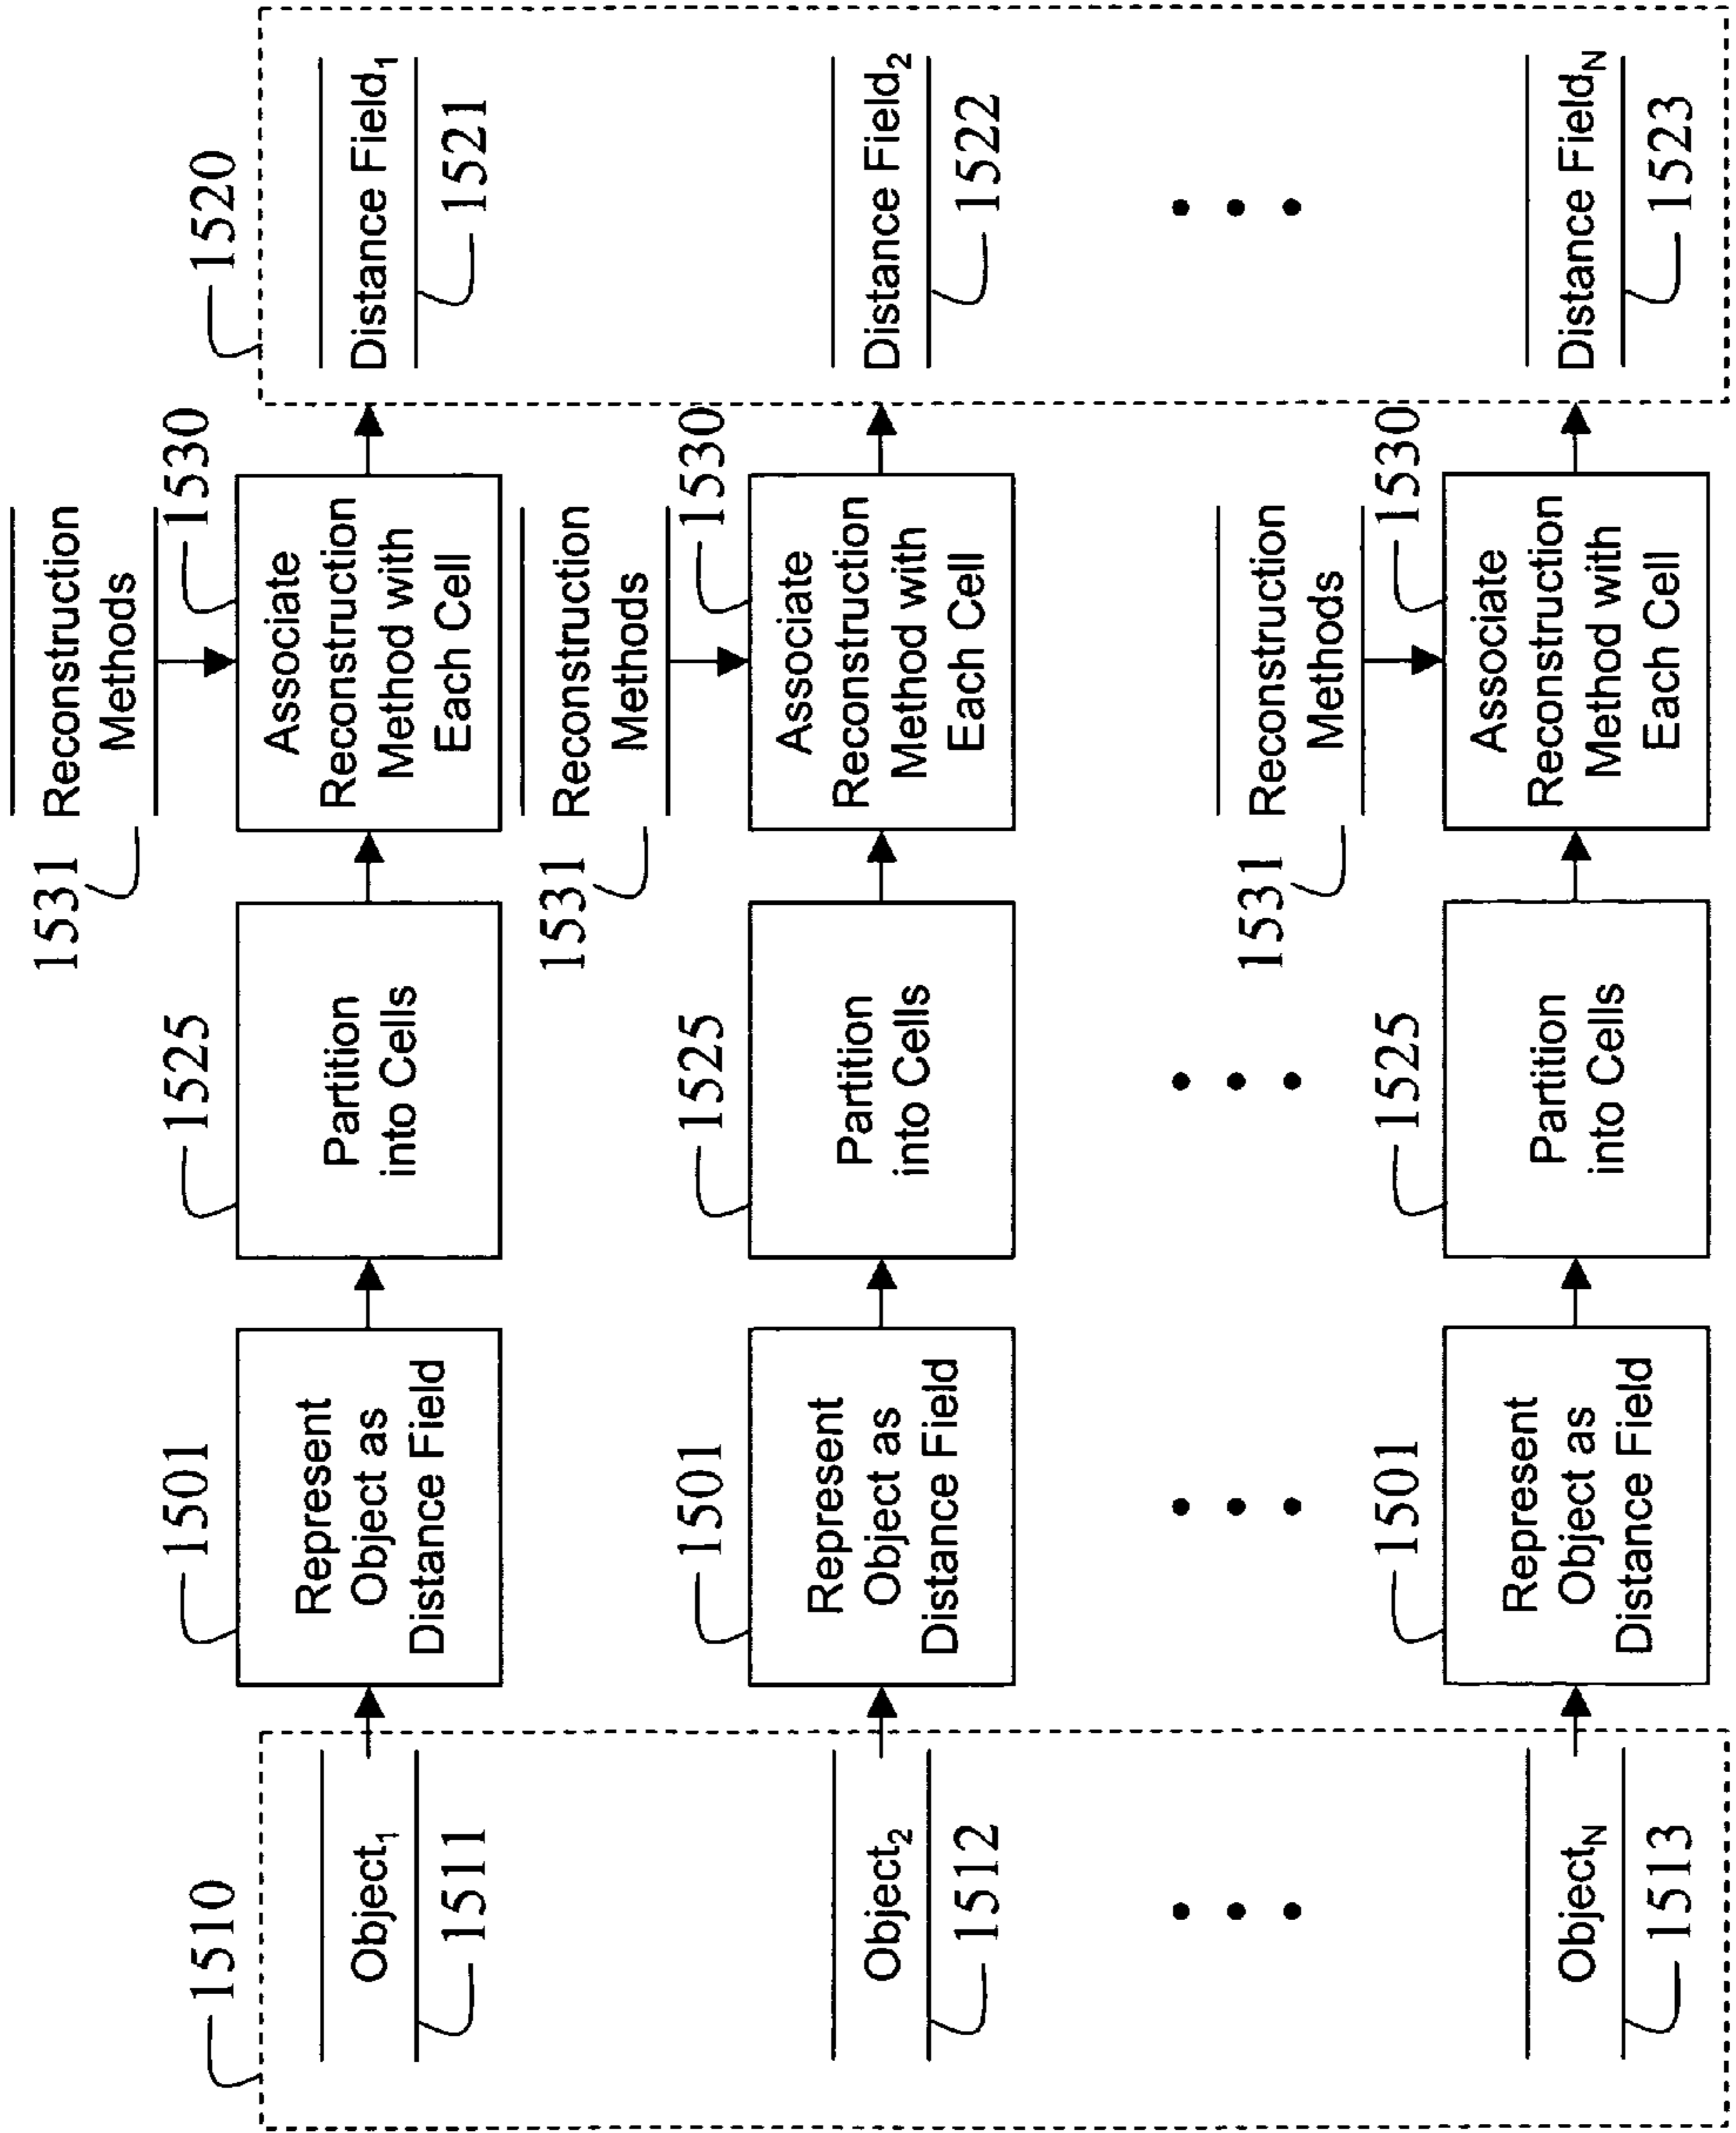 1510
Object₁
1511
1501
Represent
Object as
Distance Field
1525
Partition
into Cells
1531
Reconstruction
Methods
1530
Associate
Reconstruction
Method with
Each Cell
1520
Distance Field₁
1521
Object₂
1512
1501
Represent
Object as
Distance Field
1525
Partition
into Cells
1531
Reconstruction
Methods
1530
Associate
Reconstruction
Method with
Each Cell
Distance Field₂
1522
Object_N
1513
1501
Represent
Object as
Distance Field
1525
Partition
into Cells
1531
Reconstruction
Methods
1530
Associate
Reconstruction
Method with
Each Cell
Distance Field_N
1523